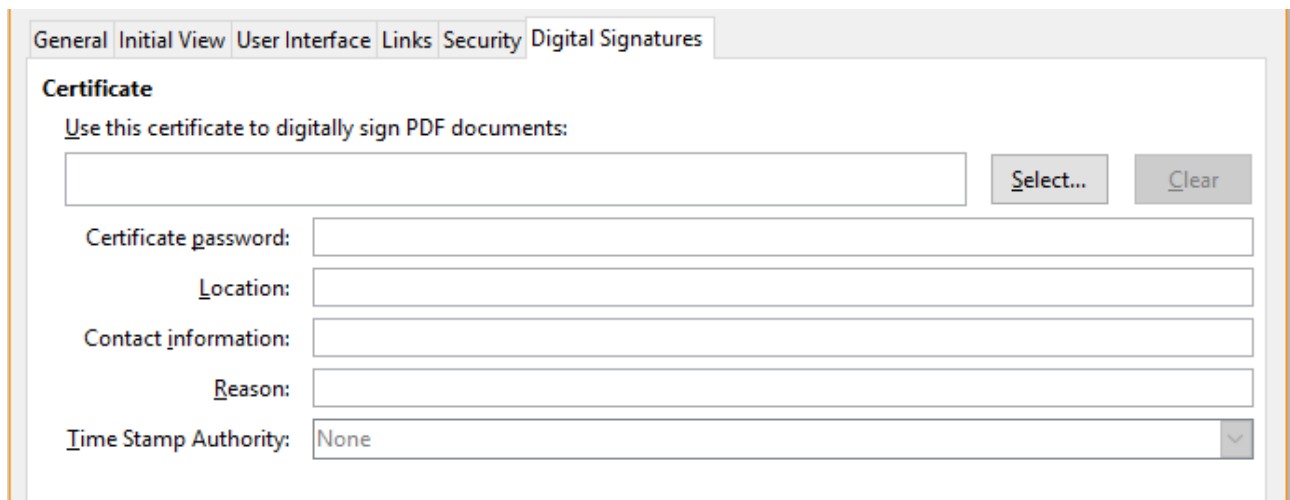 General Initial View User Interface Links Security Digital Signatures
Certificate
Use this certificate to digitally sign PDF documents:
Select... Clear
Certificate password:
Location:
Contact information:
Reason:
Time Stamp Authority: None